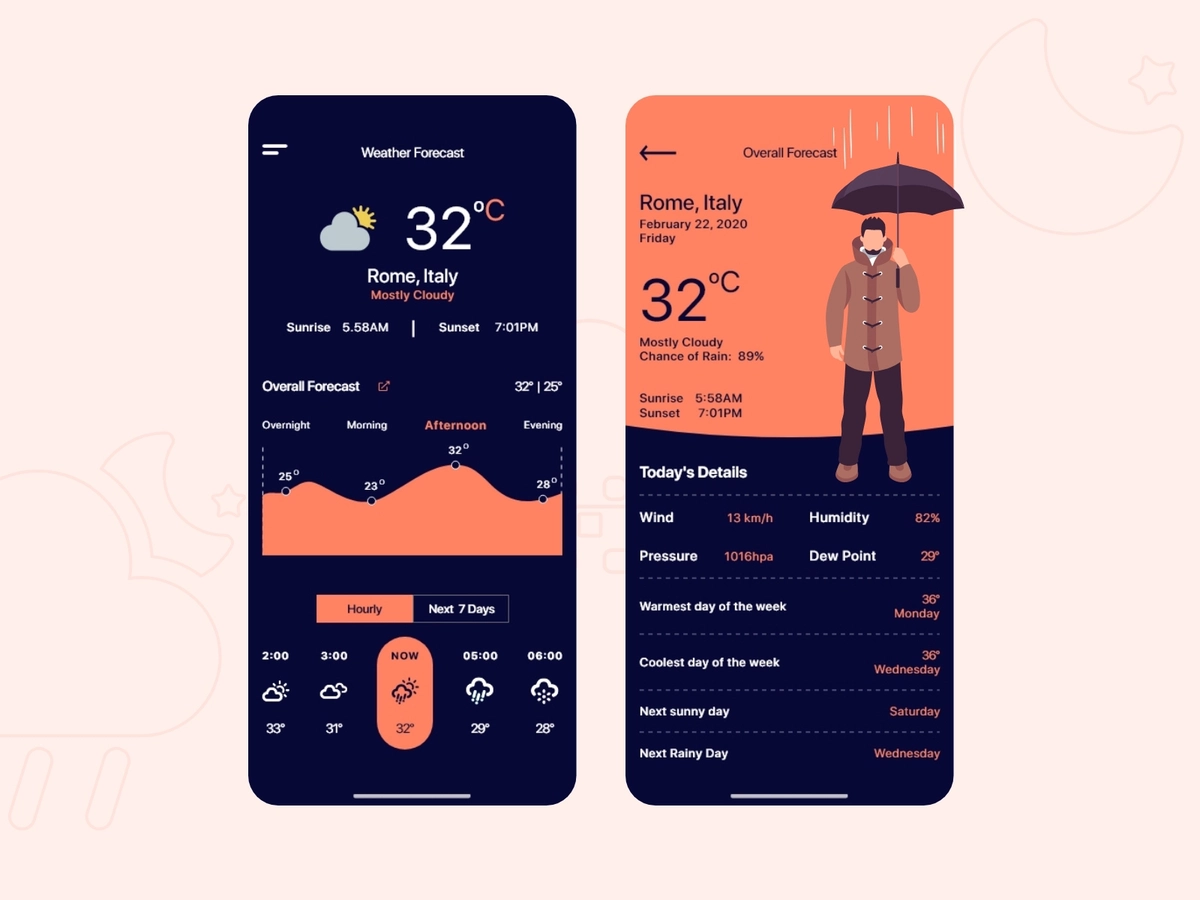 Weather Forecast
32°C
Rome, Italy
Mostly Cloudy
Sunrise 5.58AM | Sunset 7:01PM
Overall Forecast 32° | 25°
Overnight Morning Afternoon Evening
25° 23° 32° 28°
Hourly Next 7 Days
2:00 3:00 NOW 05:00 06:00
33° 31° 32° 29° 28°
Overall Forecast
Rome, Italy
February 22, 2020
Friday
32°C
Mostly Cloudy
Chance of Rain: 89%
Sunrise 5:58AM
Sunset 7:01PM
Today's Details
Wind 13 km/h Humidity 82%
Pressure 1016hpa Dew Point 29°
Warmest day of the week 36°
Monday
Coolest day of the week 36°
Wednesday
Next sunny day Saturday
Next Rainy Day Wednesday